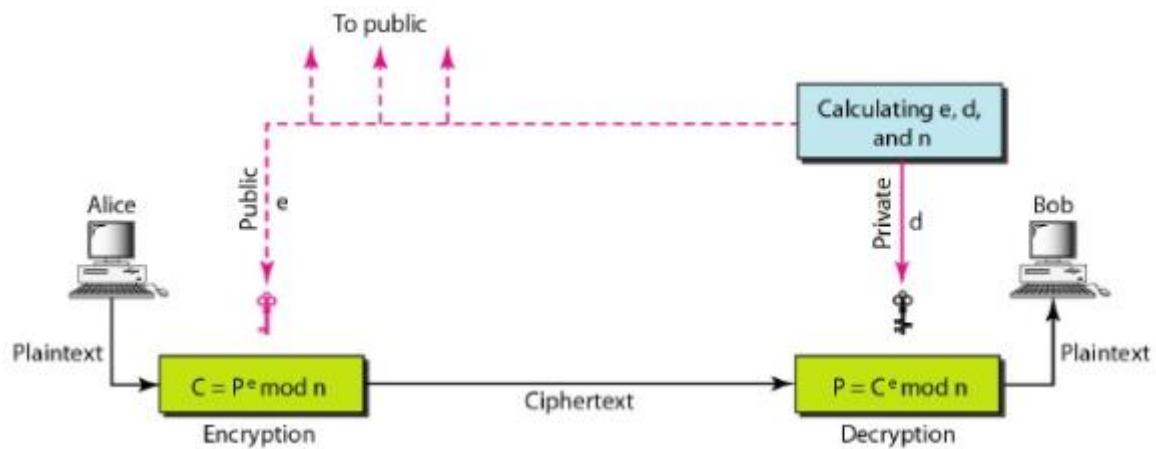 To public
Calculating e, d,
and n
Public
e
Private
d
Alice
Bob
Plaintext
Plaintext
C = Pᵉ mod n
Ciphertext
P = Cᵉ mod n
Encryption
Decryption